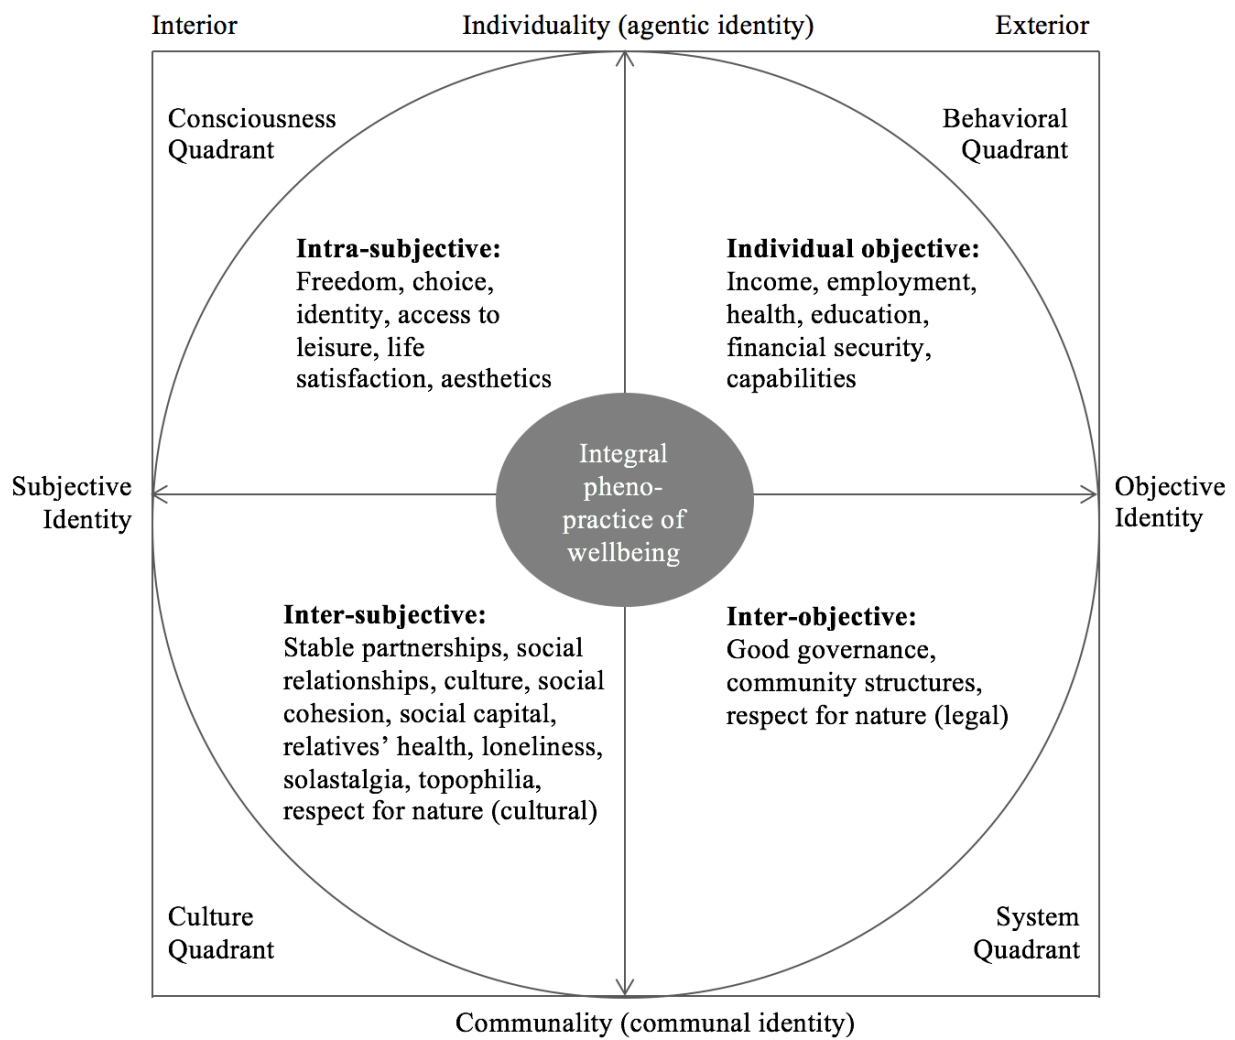 Interior
Individuality (agentic identity)
Exterior
Consciousness
Quadrant
Behavioral
Quadrant
Intra-subjective:
Freedom, choice,
identity, access to
leisure, life
satisfaction, aesthetics
Individual objective:
Income, employment,
health, education,
financial security,
capabilities
Subjective
Identity
Integral
pheno-
practice of
wellbeing
Objective
Identity
Inter-subjective:
Stable partnerships, social
relationships, culture, social
cohesion, social capital,
relatives’ health, loneliness,
solastalgia, topophilia,
respect for nature (cultural)
Inter-objective:
Good governance,
community structures,
respect for nature (legal)
Culture
Quadrant
System
Quadrant
Communality (communal identity)